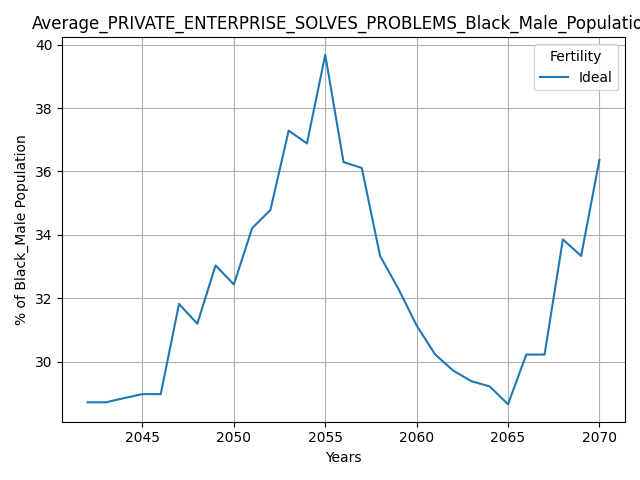 Average_PRIVATE_ENTERPRISE_SOLVES_PROBLEMS_Black_Male_Populatio
Fertility
Ideal
40
38
36
34
32
30
% of Black_Male Population
2045 2050 2055 2060 2065 2070
Years